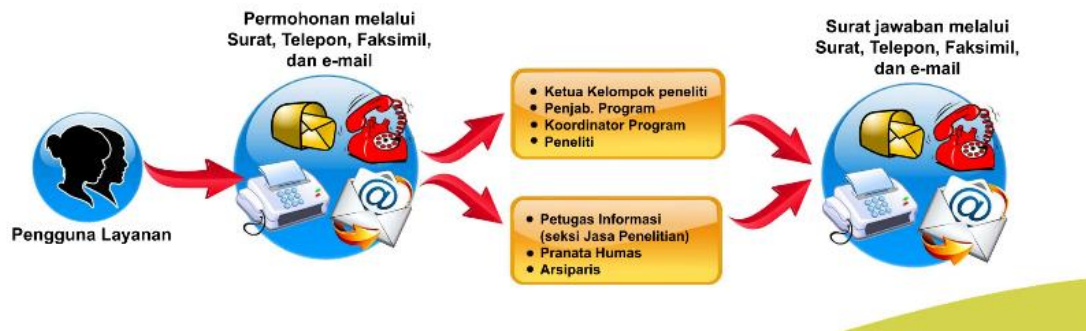 Permohonan melalui
Surat, Telepon, Faksimil,
dan e-mail
Surat jawaban melalui
Surat, Telepon, Faksimil,
dan e-mail
• Ketua Kelompok peneliti
• Penjab. Program
• Koordinator Program
• Peneliti
Pengguna Layanan
• Petugas Informasi
(seksi Jasa Penelitian)
• Pranata Humas
• Arsiparis
@
@